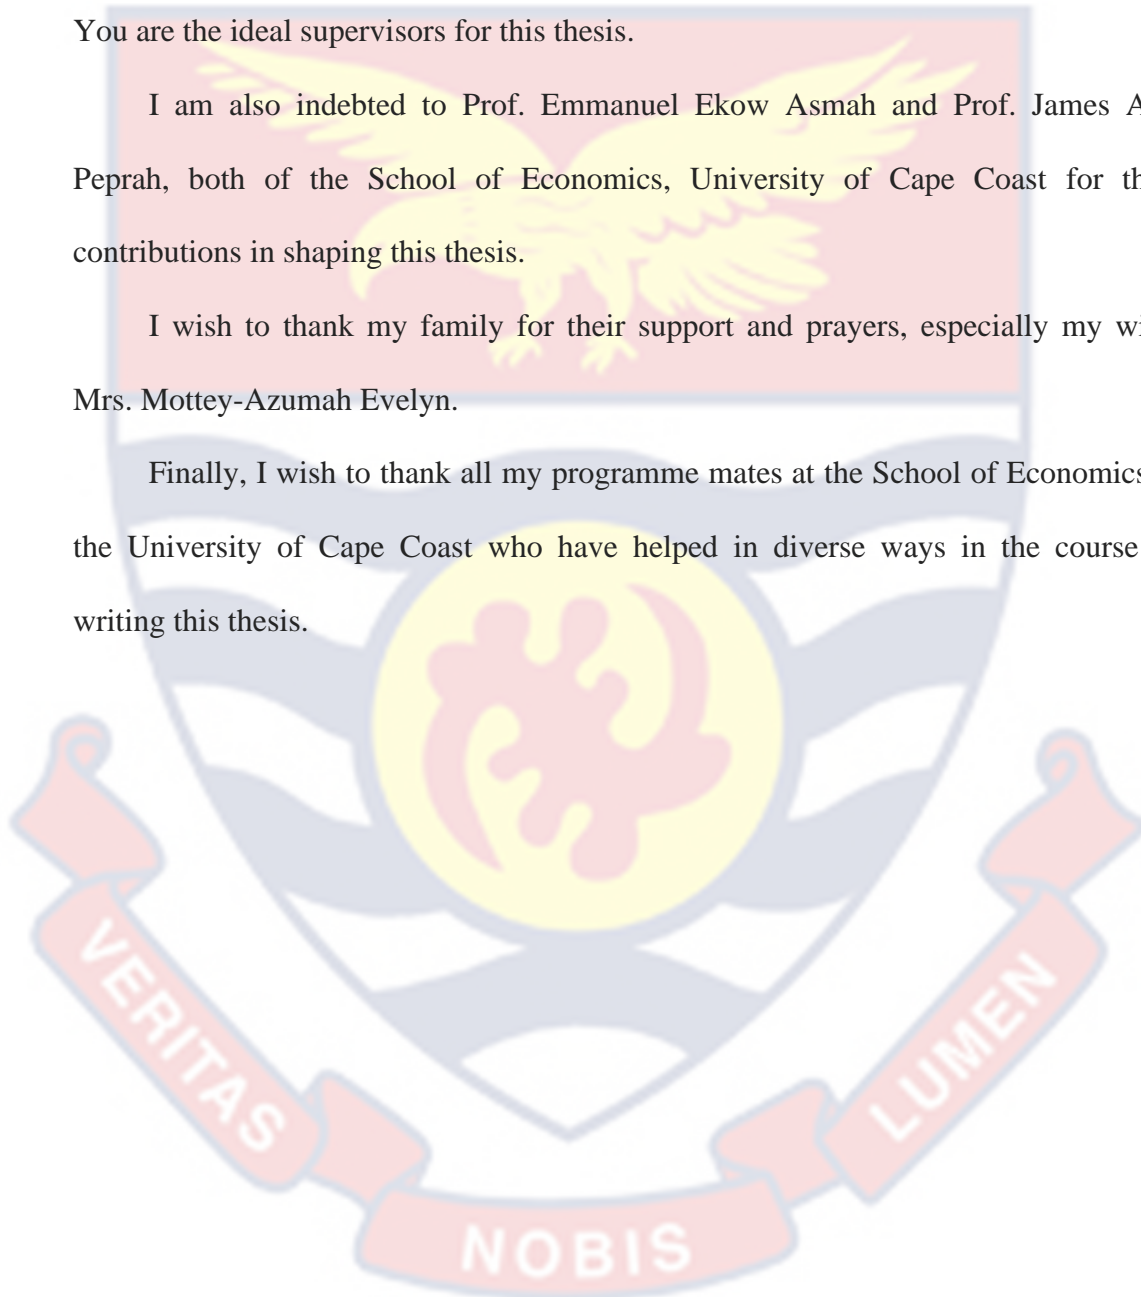 You are the ideal supervisors for this thesis.
I am also indebted to Prof. Emmanuel Ekow Asmah and Prof. James A
Peprah, both of the School of Economics, University of Cape Coast for th
contributions in shaping this thesis.
I wish to thank my family for their support and prayers, especially my wi
Mrs. Mottey-Azumah Evelyn.
Finally, I wish to thank all my programme mates at the School of Economics
the University of Cape Coast who have helped in diverse ways in the course
writing this thesis.
VERITAS
NOBIS
LUMEN